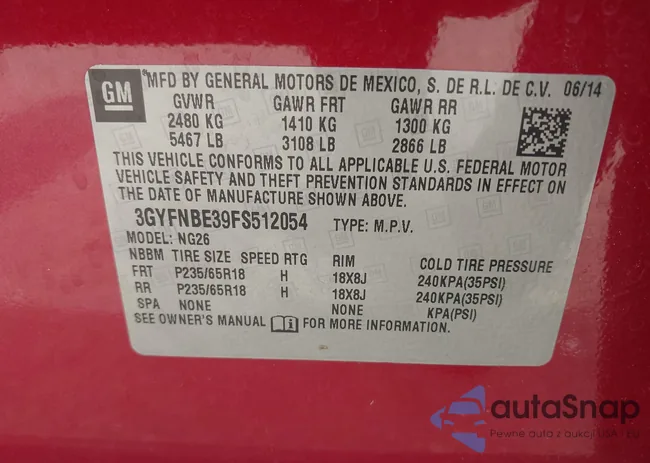 GM
MFD BY GENERAL MOTORS DE MEXICO, S. DE R.L. DE C.V. 06/14
GVWR GAWR FRT GAWR RR
2480 KG 1410 KG 1300 KG
5467 LB 3108 LB 2866 LB
THIS VEHICLE CONFORMS TO ALL APPLICABLE U.S. FEDERAL MOTOR
VEHICLE SAFETY AND THEFT PREVENTION STANDARDS IN EFFECT ON
THE DATE OF MANUFACTURE SHOWN ABOVE.
3GYFNBE39FS512054 TYPE: M.P.V.
MODEL: NG26
NBBM TIRE SIZE SPEED RTG RIM COLD TIRE PRESSURE
FRT P235/65R18 H 18X8J 240KPA(35PSI)
RR P235/65R18 H 18X8J 240KPA(35PSI)
SPA NONE NONE KPA(PSI)
SEE OWNER'S MANUAL FOR MORE INFORMATION.
autaSnap
Pewne auta z aukcji USA